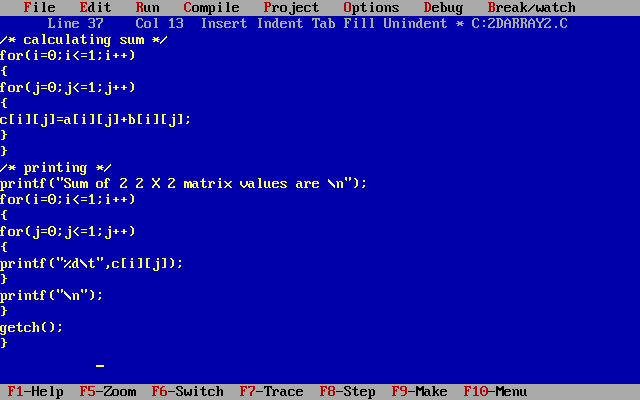 File Edit Run Compile Project Options Debug Break/watch
Line 37 Col 13 Insert Indent Tab Fill Unindent * C:2DARRAY2.C
/* calculating sum */
for(i=0;i<=1;i++)
{
for(j=0;j<=1;j++)
{
c[i][j]=a[i][j]+b[i][j];
}
}
/* printing */
printf("Sum of 2 2 X 2 matrix values are \n");
for(i=0;i<=1;i++)
{
for(j=0;j<=1;j++)
{
printf("%d\t",c[i][j]);
}
printf("\n");
}
getch();
}
F1-Help F5-Zoom F6-Switch F7-Trace F8-Step F9-Make F10-Menu